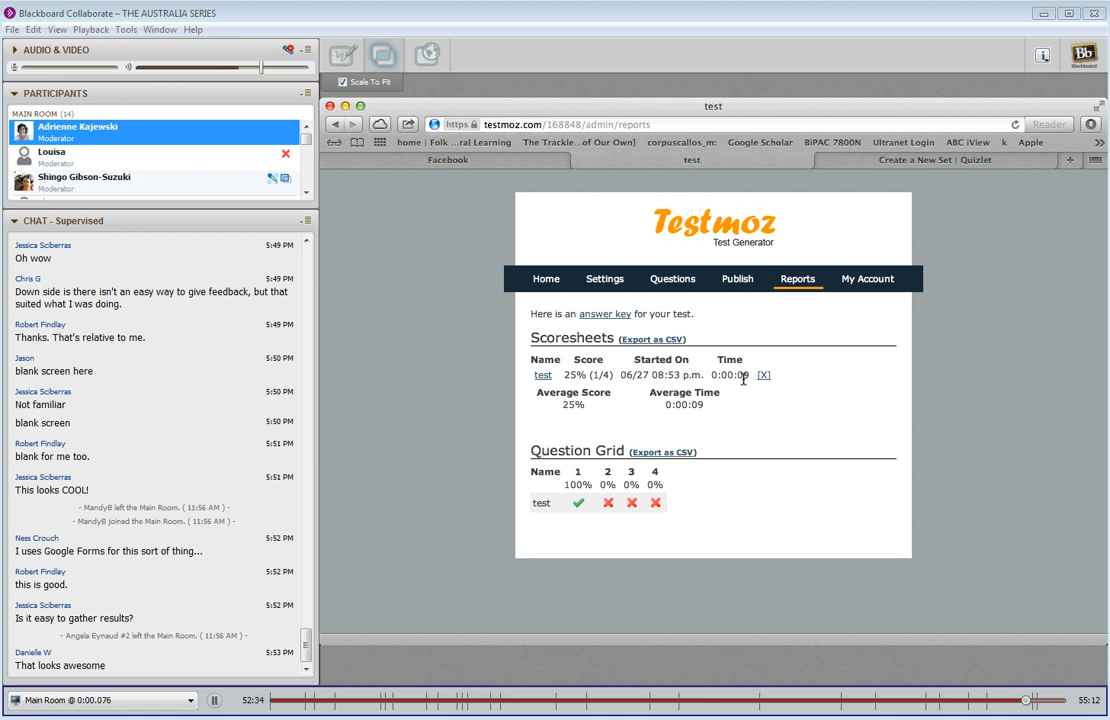 Blackboard Collaborate – THE AUSTRALIA SERIES
File Edit View Playback Tools Window Help
AUDIO & VIDEO
PARTICIPANTS
MAIN ROOM (14)
Adrienne Kajewski
Moderator
Louisa
Moderator
Shingo Gibson-Suzuki
Moderator
CHAT - Supervised
Jessica Sciberras 5:49 PM
Oh wow
Chris G 5:49 PM
Down side is there isn't an easy way to give feedback, but that
suited what I was doing.
Robert Findlay 5:49 PM
Thanks. That's relative to me.
Jason 5:50 PM
blank screen here
Jessica Sciberras 5:50 PM
Not familiar
blank screen 5:50 PM
Robert Findlay 5:51 PM
blank for me too.
Jessica Sciberras 5:51 PM
This looks COOL!
- MandyB left the Main Room. ( 11:56 AM ) -
- MandyB joined the Main Room. ( 11:56 AM ) -
Ness Crouch 5:52 PM
I uses Google Forms for this sort of thing...
Robert Findlay 5:52 PM
this is good.
Jessica Sciberras 5:52 PM
Is it easy to gather results?
- Angela Eynaud #2 left the Main Room. ( 11:56 AM ) -
Danielle W 5:53 PM
That looks awesome
Main Room @ 0:00.076
52:34
55:12
Scale To Fit
Bb
Blackboard
test
https testmoz.com/168848/admin/reports
Reader
home | Folk ...ral Learning The Trackle...of Our Own] corpuscallos_m: Google Scholar BiPAC 7800N Ultranet Login ABC iView k Apple
Facebook test Create a New Set | Quizlet
Testmoz
Test Generator
Home Settings Questions Publish Reports My Account
Here is an answer key for your test.
Scoresheets (Export as CSV)
Name Score Started On Time
test 25% (1/4) 06/27 08:53 p.m. 0:00:09 [X]
Average Score Average Time
25% 0:00:09
Question Grid (Export as CSV)
Name 1 2 3 4
100% 0% 0% 0%
test